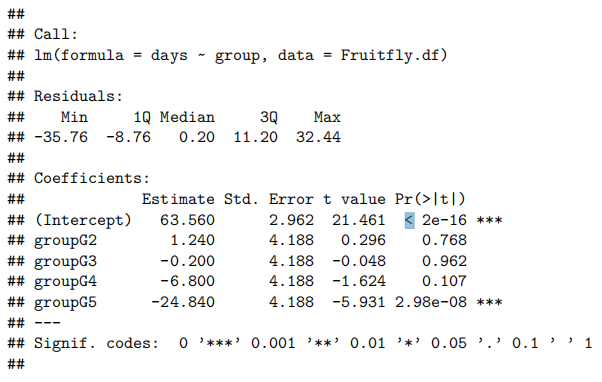 ##
## Call:
## lm(formula = days ~ group, data = Fruitfly.df)
##
## Residuals:
##    Min     1Q Median     3Q    Max
## -35.76  -8.76   0.20  11.20  32.44
##
## Coefficients:
##             Estimate Std. Error t value Pr(>|t|)
## (Intercept)   63.560      2.962  21.461  < 2e-16 ***
## groupG2        1.240      4.188   0.296    0.768
## groupG3       -0.200      4.188  -0.048    0.962
## groupG4       -6.800      4.188  -1.624    0.107
## groupG5      -24.840      4.188  -5.931 2.98e-08 ***
## ---
## Signif. codes:  0 '***' 0.001 '**' 0.01 '*' 0.05 '.' 0.1 ' ' 1
##